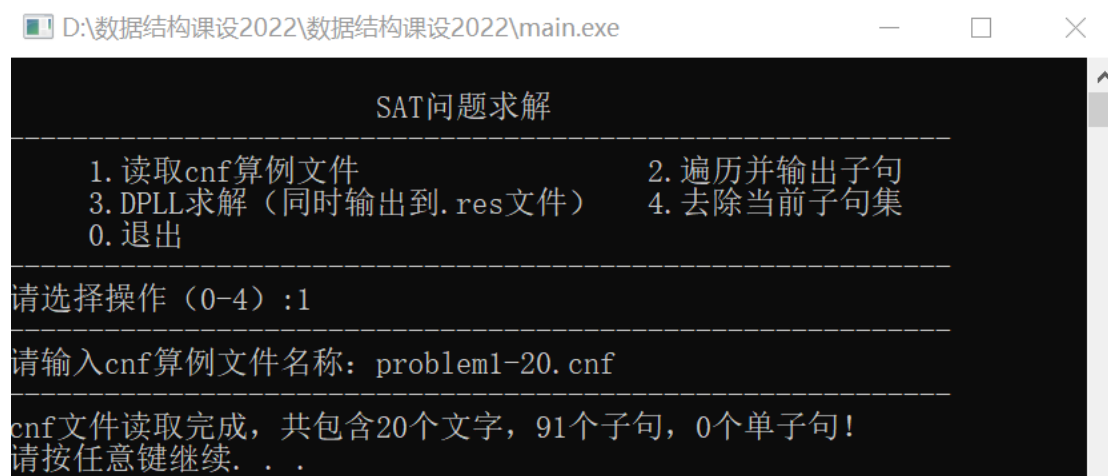 D:\数据结构课设2022\数据结构课设2022\main.exe
SAT问题求解
1.读取cnf算例文件 2.遍历并输出子句
3.DPLL求解（同时输出到.res文件） 4.去除当前子句集
0.退出
请选择操作（0-4）:1
请输入cnf算例文件名称：problem1-20.cnf
cnf文件读取完成，共包含20个文字，91个子句，0个单子句！
请按任意键继续. . .